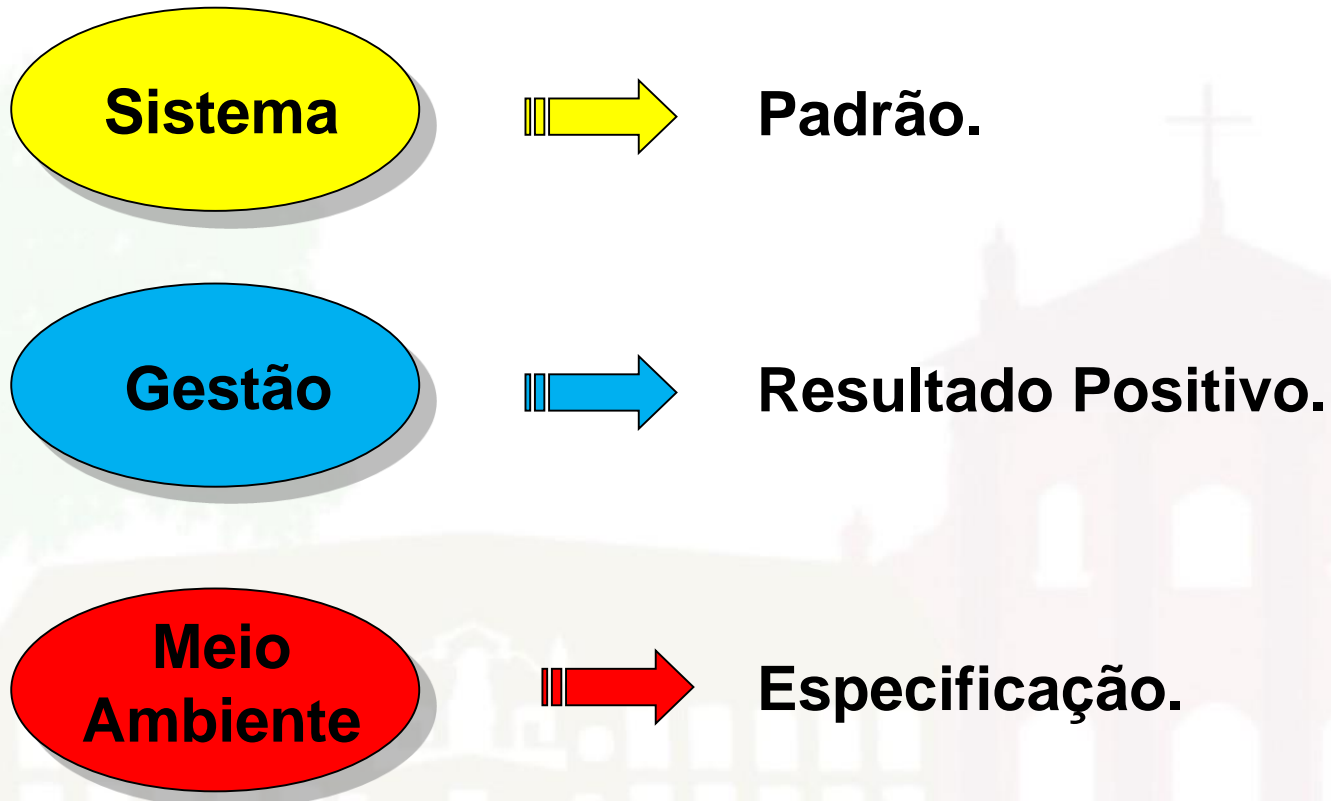 Sistema
Padrão.
Gestão
Resultado Positivo.
Meio
Ambiente
Especificação.